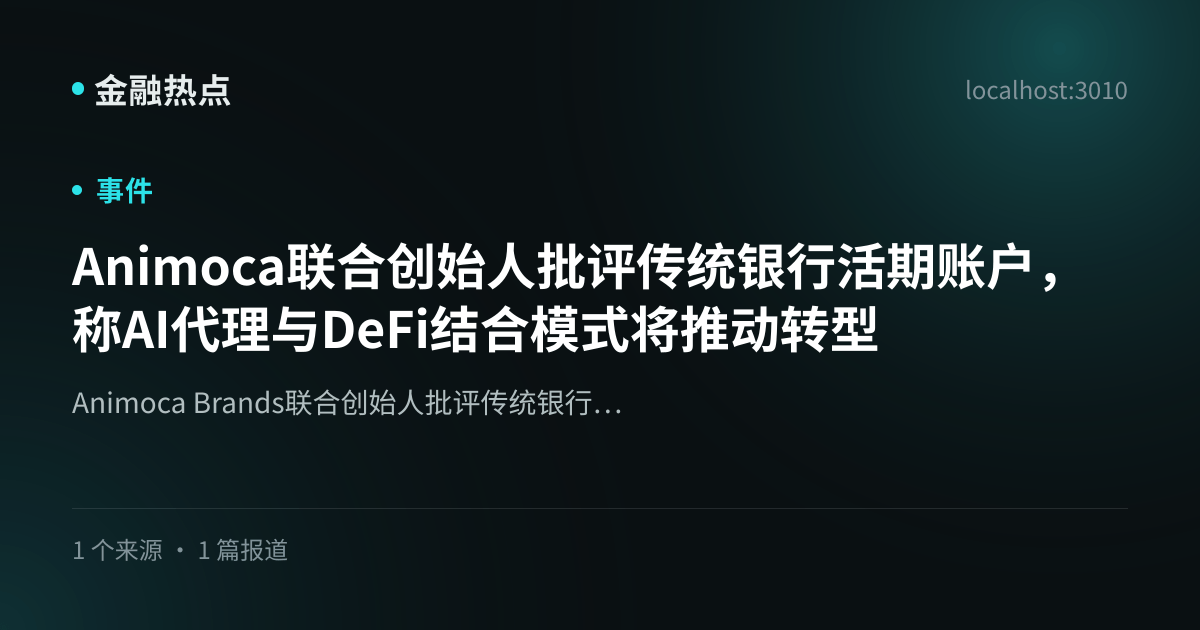 金融热点
localhost:3010
事件
Animoca联合创始人批评传统银行活期账户，
称AI代理与DeFi结合模式将推动转型
Animoca Brands联合创始人批评传统银行…
1 个来源 · 1 篇报道